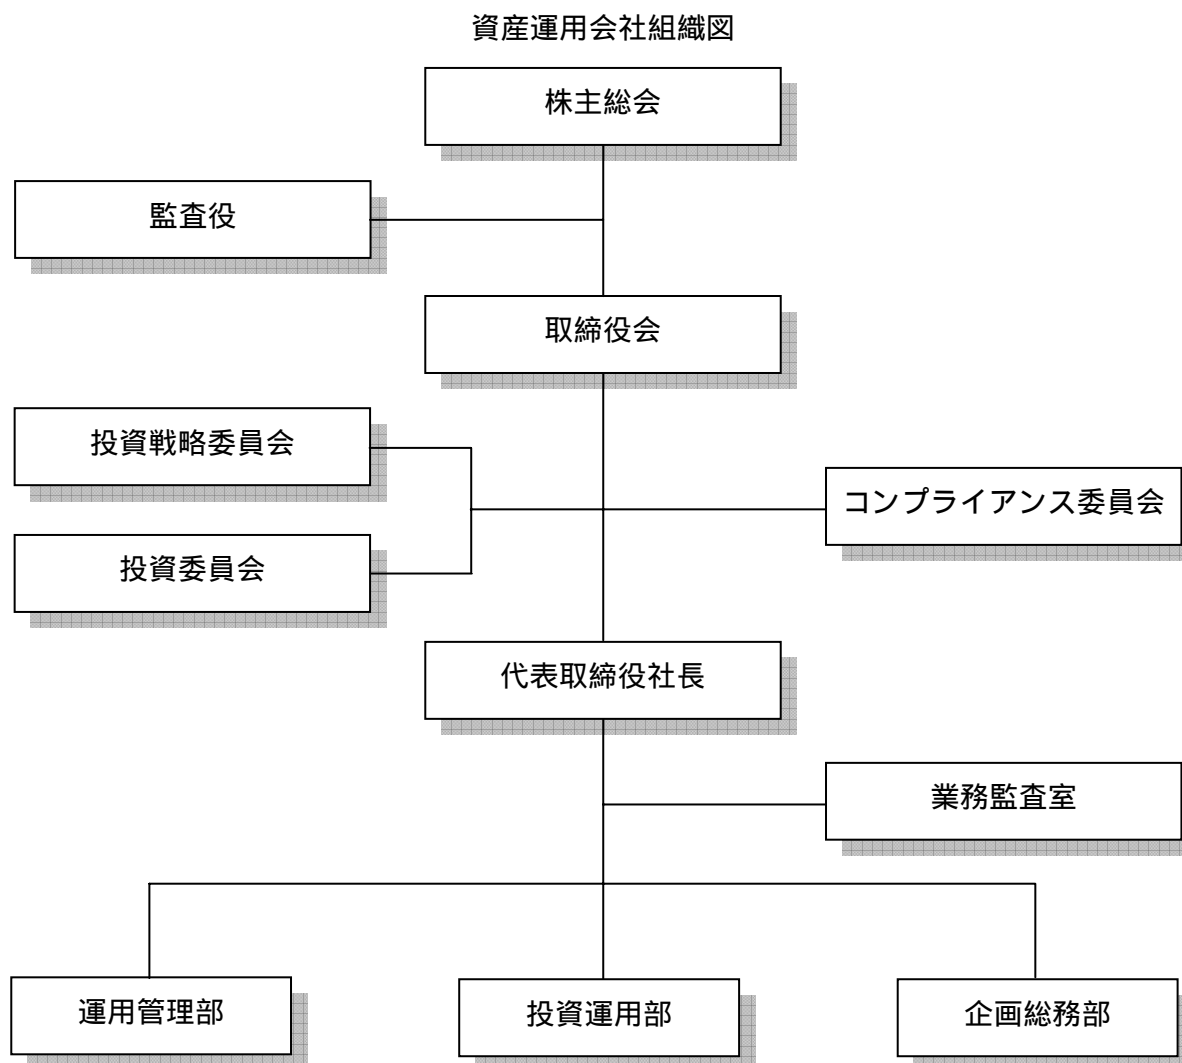 資産運用会社組織図
株主総会
監査役
取締役会
投資戦略委員会
コンプライアンス委員会
投資委員会
代表取締役社長
業務監査室
運用管理部
投資運用部
企画総務部